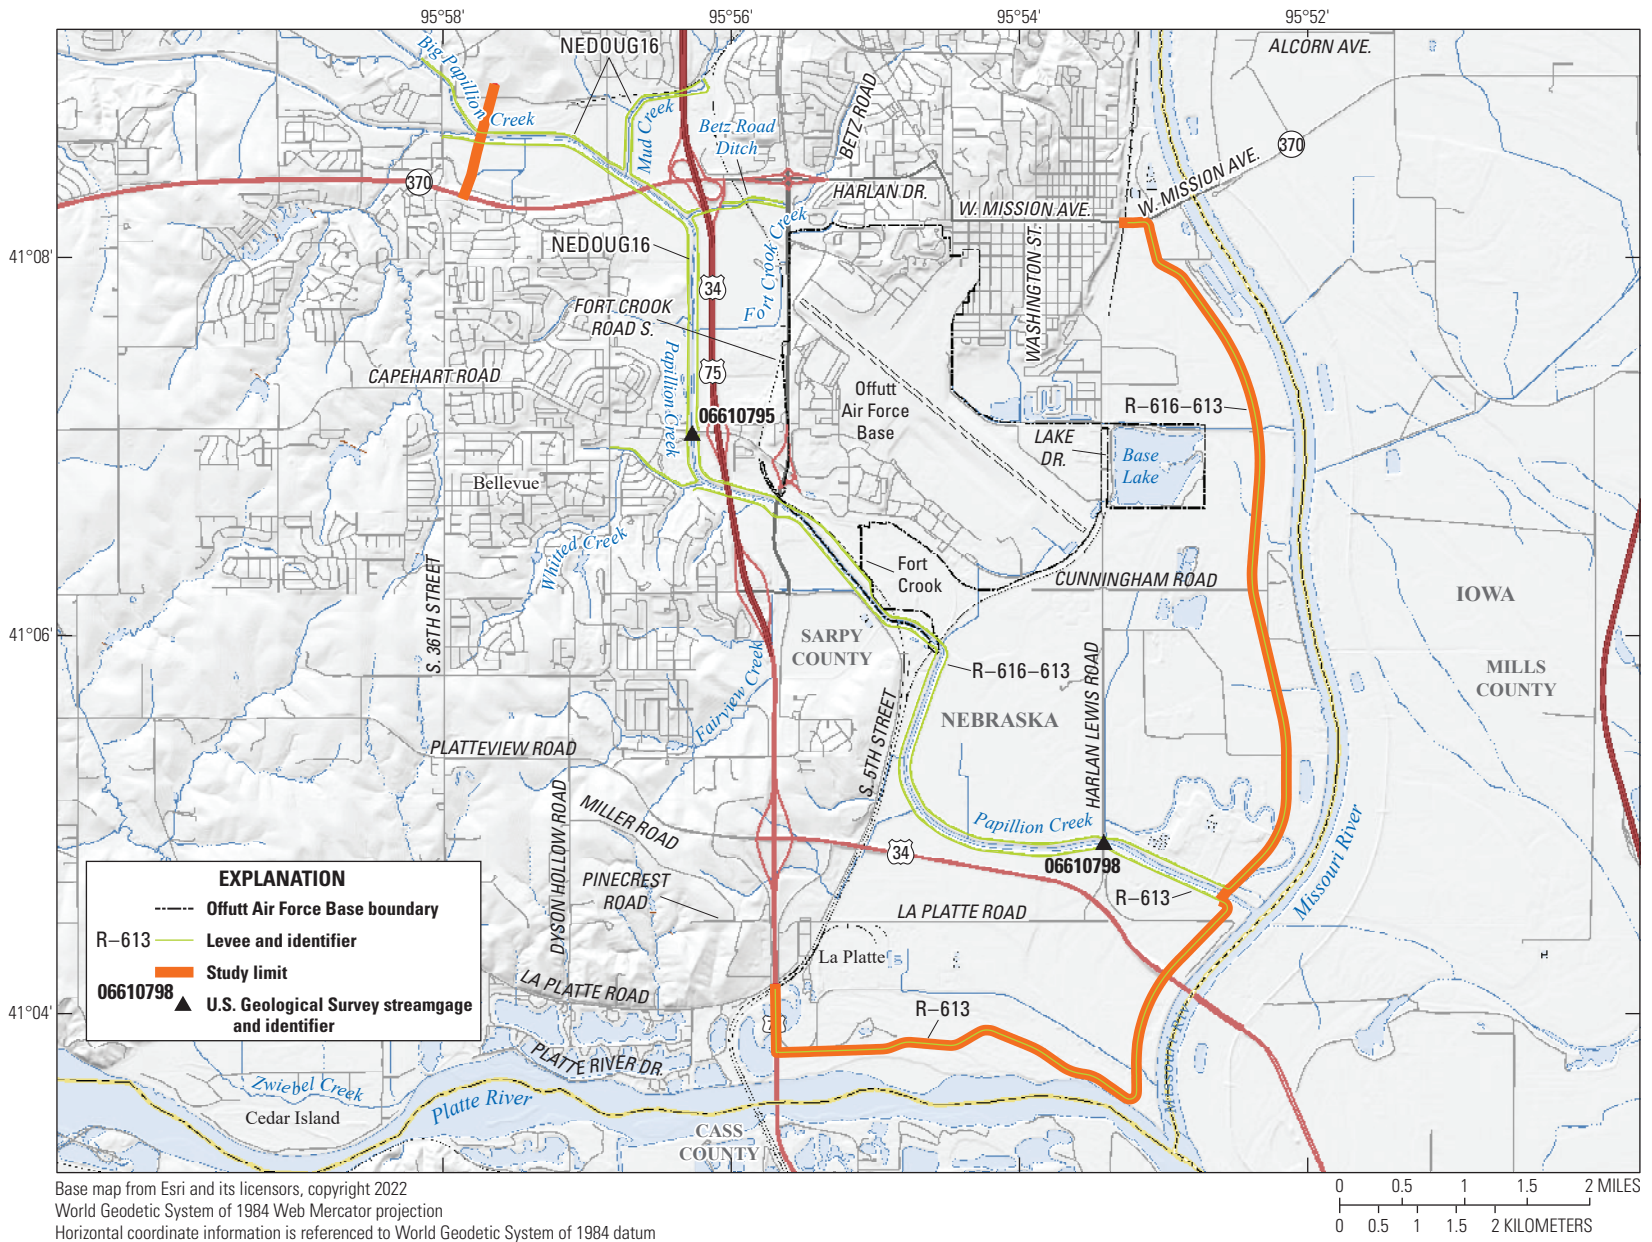 95°58'
95°56'
95°54'
95°52'
NEDOUG16
ALCORN AVE.
Big Papillion Creek
Mud Creek
Betz Road
Ditch
BETZ ROAD
370
370
HARLAN DR.
W. MISSION AVE.
W. MISSION AVE.
41°08'
NEDOUG16
Fort Crook Creek
WASHINGTON ST.
34
FORT CROOK
ROAD S.
CAPEHART ROAD
75
Papillion Creek
06610795
Offutt
Air Force
Base
R–616–613
LAKE
DR.
Base
Lake
Bellevue
Whitted Creek
Fort
Crook
CUNNINGHAM ROAD
IOWA
S. 36TH STREET
41°06'
SARPY
COUNTY
Fairview Creek
R–616–613
HARLAN LEWIS ROAD
MILLS
COUNTY
NEBRASKA
S. 5TH STREET
PLATTEVIEW ROAD
DYSON HOLLOW ROAD
MILLER ROAD
Papillion Creek
34
06610798
Missouri River
PINECREST
ROAD
R–613
LA PLATTE ROAD
La Platte
LA PLATTE ROAD
EXPLANATION
Offutt Air Force Base boundary
R–613 Levee and identifier
Study limit
06610798 U.S. Geological Survey streamgage
and identifier
41°04'
R–613
Missouri River
PLATTE RIVER DR.
Zwiebel Creek
Cedar Island
Platte River
CASS
COUNTY
Base map from Esri and its licensors, copyright 2022
World Geodetic System of 1984 Web Mercator projection
Horizontal coordinate information is referenced to World Geodetic System of 1984 datum
0 0.5 1 1.5 2 MILES
0 0.5 1 1.5 2 KILOMETERS